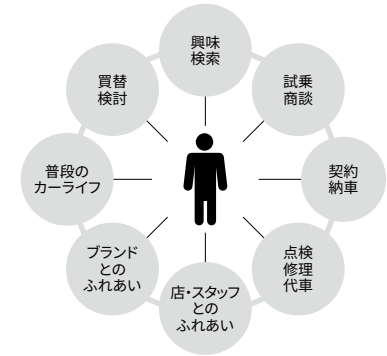 興味
検索
試乗
商談
契約
納車
点検
修理
代車
店・スタッフ
との
ふれあい
ブランド
との
ふれあい
普段の
カーライフ
買替
検討